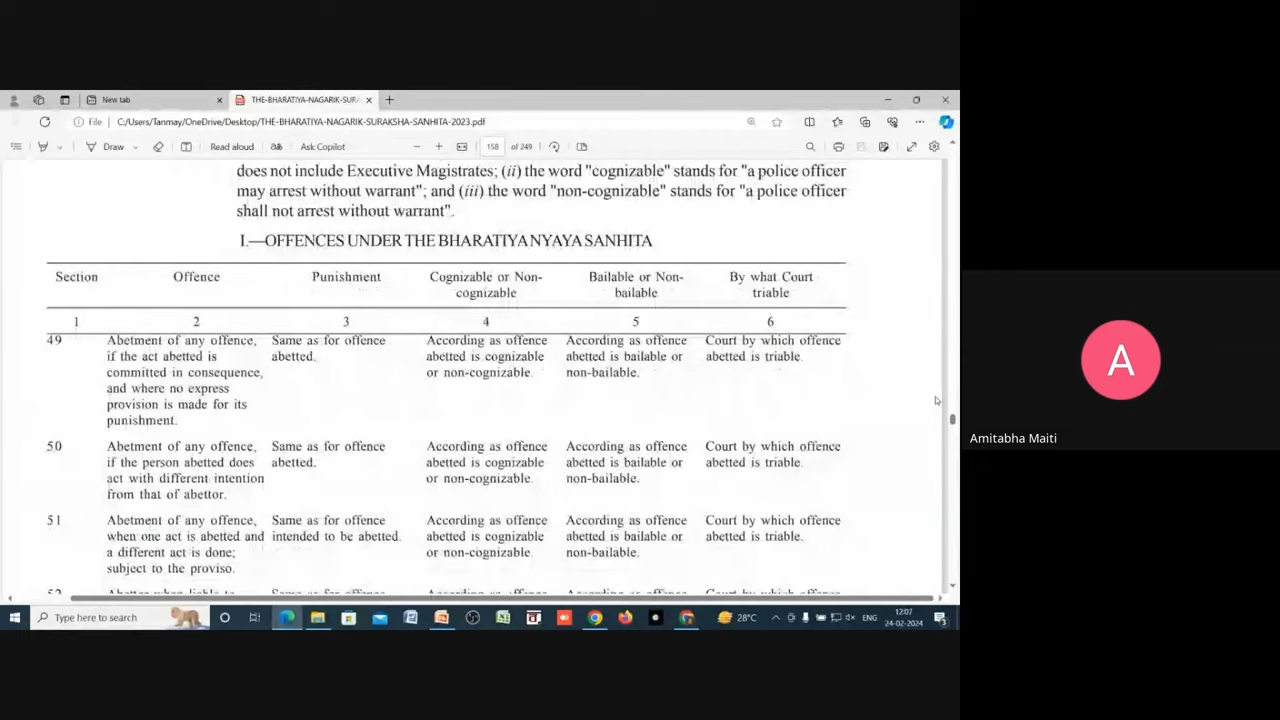 New tab
THE-BHARATIYA-NAGARIK-SURA
File C:/Users/Tanmay/OneDrive/Desktop/THE-BHARATIYA-NAGARIK-SURAKSHA-SANHITA-2023.pdf
Draw Read aloud Ask Copilot 158 of 249
does not include Executive Magistrates; (ii) the word "cognizable" stands for "a police officer
may arrest without warrant"; and (iii) the word "non-cognizable" stands for "a police officer
shall not arrest without warrant".
I.—OFFENCES UNDER THE BHARATIYA NYAYA SANHITA
Section Offence Punishment Cognizable or Non- Bailable or Non- By what Court
cognizable bailable triable
1 2 3 4 5 6
49 Abetment of any offence, Same as for offence According as offence According as offence Court by which offence
if the act abetted is abetted. abetted is cognizable abetted is bailable or abetted is triable.
committed in consequence, or non-cognizable. non-bailable.
and where no express
provision is made for its
punishment.
50 Abetment of any offence, Same as for offence According as offence According as offence Court by which offence
if the person abetted does abetted. abetted is cognizable abetted is bailable or abetted is triable.
act with different intention or non-cognizable. non-bailable.
from that of abettor.
51 Abetment of any offence, Same as for offence According as offence According as offence Court by which offence
when one act is abetted and intended to be abetted. abetted is cognizable abetted is bailable or abetted is triable.
a different act is done; or non-cognizable. non-bailable.
subject to the proviso.
A
Amitabha Maiti
Type here to search 28°C ENG 12:07
24-02-2024